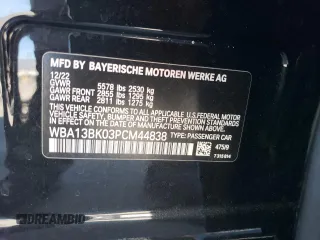 MFD BY BAYERISCHE MOTOREN WERKE AG
12/22
GVWR 5578 lbs 2530 kg
GAWR FRONT 2855 lbs 1295 kg
GAWR REAR 2811 lbs 1275 kg
THIS VEHICLE CONFORMS TO ALL APPLICABLE
U.S. FEDERAL MOTOR VEHICLE SAFETY, BUMPER,
AND THEFT PREVENTION STANDARDS IN EFFECT
ON THE DATE OF MANUFACTURE SHOWN ABOVE.
WBA13BK03PCM44838 TYPE: PASSENGER CAR
475/9
DREAMBID